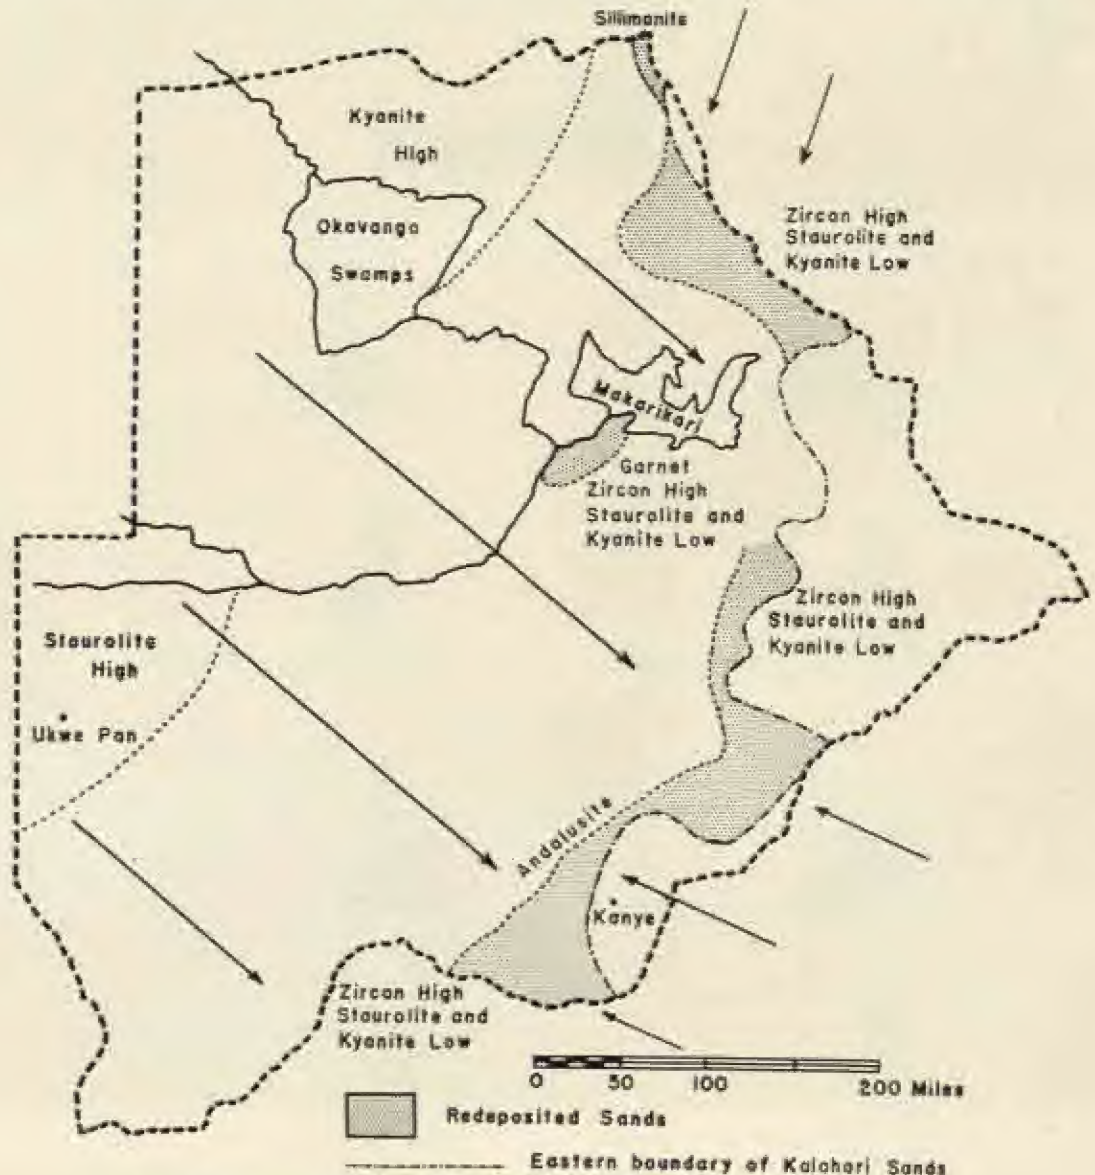 Sillimanite
Kyanite
High
Okavango
Swamps
Zircon High
Staurolite and
Kyanite Low
Makarikari
Garnet
Zircon High
Staurolite and
Kyanite Low
Zircon High
Staurolite and
Kyanite Low
Staurolite
High
Ukwe Pan
Andalusite
Kanye
Zircon High
Staurolite and
Kyanite Low
0 50 100 200 Miles
Redeposited Sands
Eastern boundary of Kalahari Sands